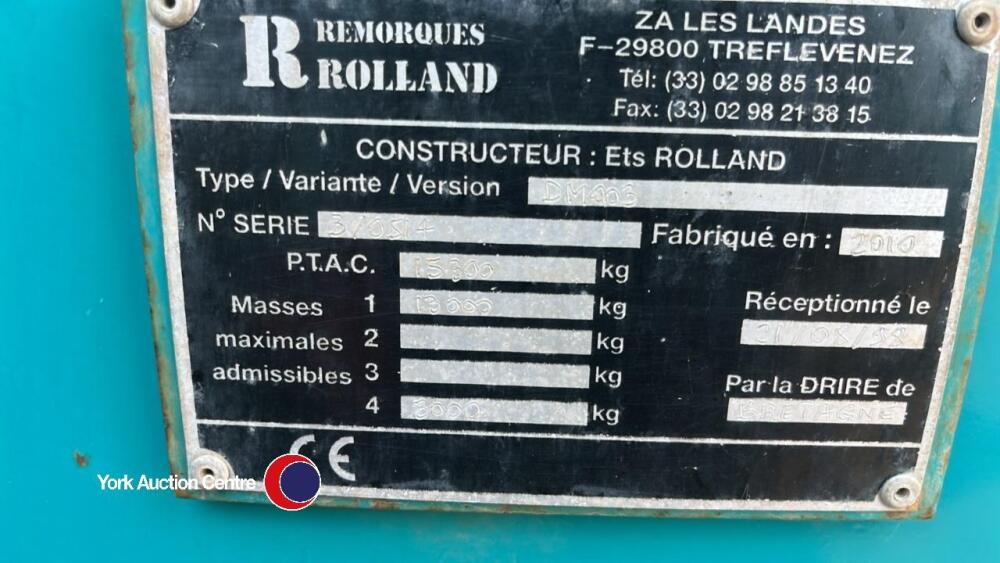 R REMORQUES
ROLLAND
ZA LES LANDES
F-29800 TREFLEVENEZ
Tél: (33) 02 98 85 13 40
Fax: (33) 02 98 21 38 15
CONSTRUCTEUR : Ets ROLLAND
Type / Variante / Version
N° SERIE Fabriqué en : 2010
P.T.A.C. kg
Masses 1 13000 kg Réceptionné le
maximales 2 kg
admissibles 3 kg Par la DRIRE de
4 kg BRETAGNE
CE
York Auction Centre